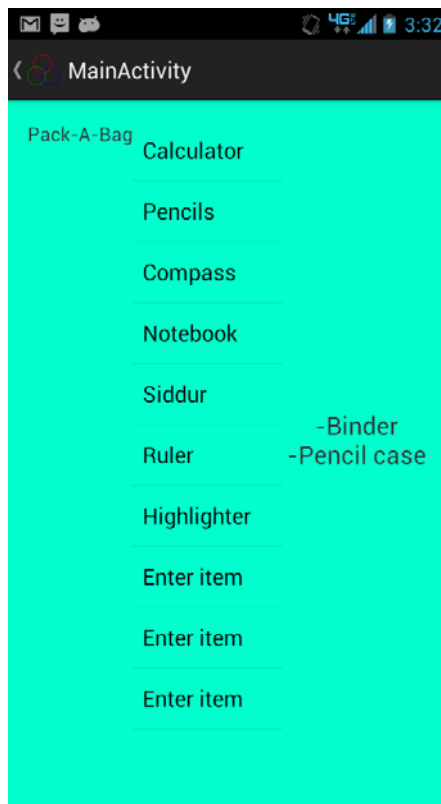 4G 3:32
MainActivity
Pack-A-Bag
Calculator
Pencils
Compass
Notebook
Siddur
Ruler
Highlighter
Enter item
Enter item
Enter item
-Binder
-Pencil case